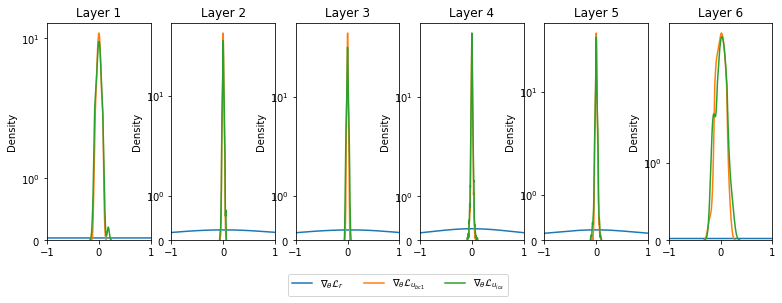 Layer 1 Layer 2 Layer 3 Layer 4 Layer 5 Layer 6
Density 10¹ 10⁰ 0 −1 0 1
Density 10¹ 10⁰ 0 −1 0 1
Density 10¹ 10⁰ 0 −1 0 1
Density 10¹ 10⁰ 0 −1 0 1
Density 10¹ 10⁰ 0 −1 0 1
Density 10⁰ 0 −1 0 1
∇θℒr ∇θℒu_bc1 ∇θℒu_ics